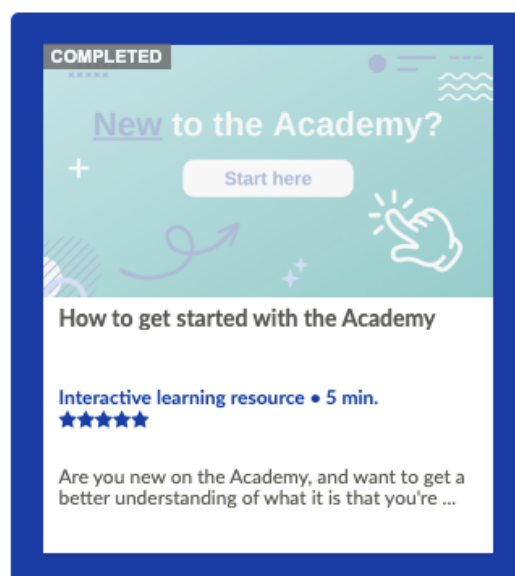 COMPLETED
New to the Academy?
Start here
How to get started with the Academy
Interactive learning resource • 5 min.
Are you new on the Academy, and want to get a
better understanding of what it is that you're ...